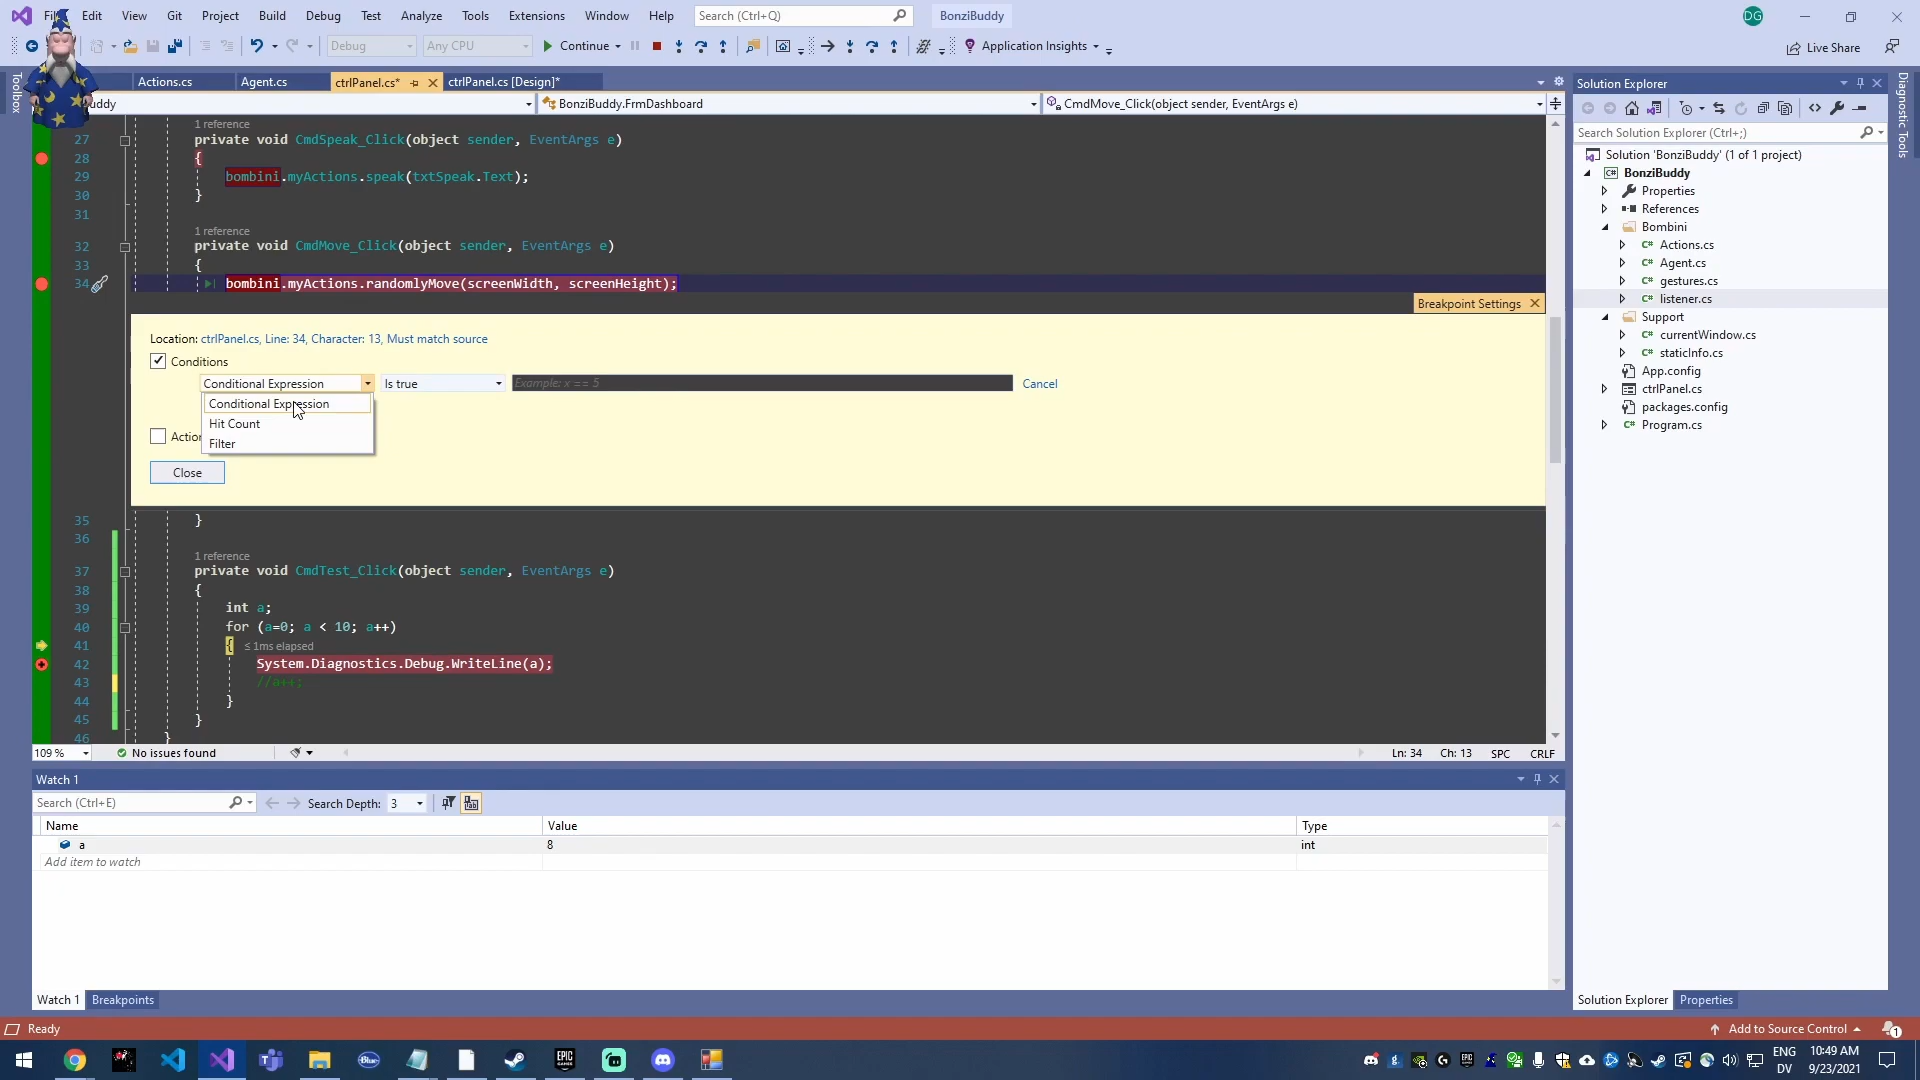 File Edit View Git Project Build Debug Test Analyze Tools Extensions Window Help Search (Ctrl+Q) BonziBuddy DG
Debug Any CPU Continue Application Insights Live Share
Toolbox
Actions.cs Agent.cs ctrlPanel.cs* ctrlPanel.cs [Design]*
uddy BonziBuddy.FrmDashboard CmdMove_Click(object sender, EventArgs e)
1 reference
27 private void CmdSpeak_Click(object sender, EventArgs e)
28 {
29 bombini.myActions.speak(txtSpeak.Text);
30 }
31
1 reference
32 private void CmdMove_Click(object sender, EventArgs e)
33 {
34 bombini.myActions.randomlyMove(screenWidth, screenHeight);
Breakpoint Settings
Location: ctrlPanel.cs, Line: 34, Character: 13, Must match source
Conditions
Conditional Expression Is true Example: x == 5 Cancel
Conditional Expression
Hit Count
Actio
Filter
Close
35 }
36
1 reference
37 private void CmdTest_Click(object sender, EventArgs e)
38 {
39 int a;
40 for (a=0; a < 10; a++)
41 { ≤ 1ms elapsed
42 System.Diagnostics.Debug.WriteLine(a);
43 //a++;
44 }
45 }
46 }
109 % No issues found Ln: 34 Ch: 13 SPC CRLF
Watch 1
Search (Ctrl+E) Search Depth: 3
Name Value Type
a 8 int
Add item to watch
Watch 1 Breakpoints
Solution Explorer
Search Solution Explorer (Ctrl+;)
Solution 'BonziBuddy' (1 of 1 project)
BonziBuddy
Properties
References
Bombini
Actions.cs
Agent.cs
gestures.cs
listener.cs
Support
currentWindow.cs
staticInfo.cs
App.config
ctrlPanel.cs
packages.config
Program.cs
Solution Explorer Properties
Diagnostic Tools
Ready Add to Source Control 1
Blue EPIC GAMES
ENG DV
10:49 AM
9/23/2021